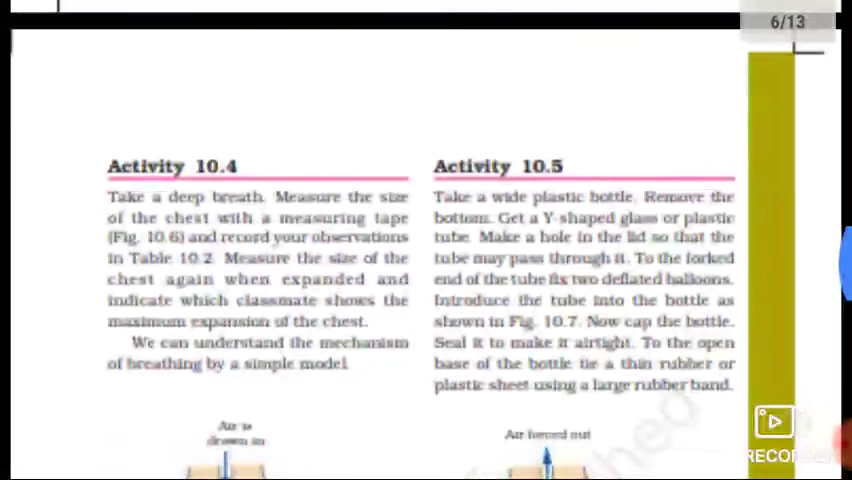 6/13
Activity 10.4
Take a deep breath. Measure the size
of the chest with a measuring tape
(Fig. 10.6) and record your observations
in Table 10.2. Measure the size of the
chest again when expanded and
indicate which classmate shows the
maximum expansion of the chest.
We can understand the mechanism
of breathing by a simple model.
Air is
drawn in
Activity 10.5
Take a wide plastic bottle. Remove the
bottom. Get a Y-shaped glass or plastic
tube. Make a hole in the lid so that the
tube may pass through it. To the forked
end of the tube fix two deflated balloons.
Introduce the tube into the bottle as
shown in Fig. 10.7. Now cap the bottle.
Seal it to make it airtight. To the open
base of the bottle tie a thin rubber or
plastic sheet using a large rubber band.
Air forced out
RECORDER